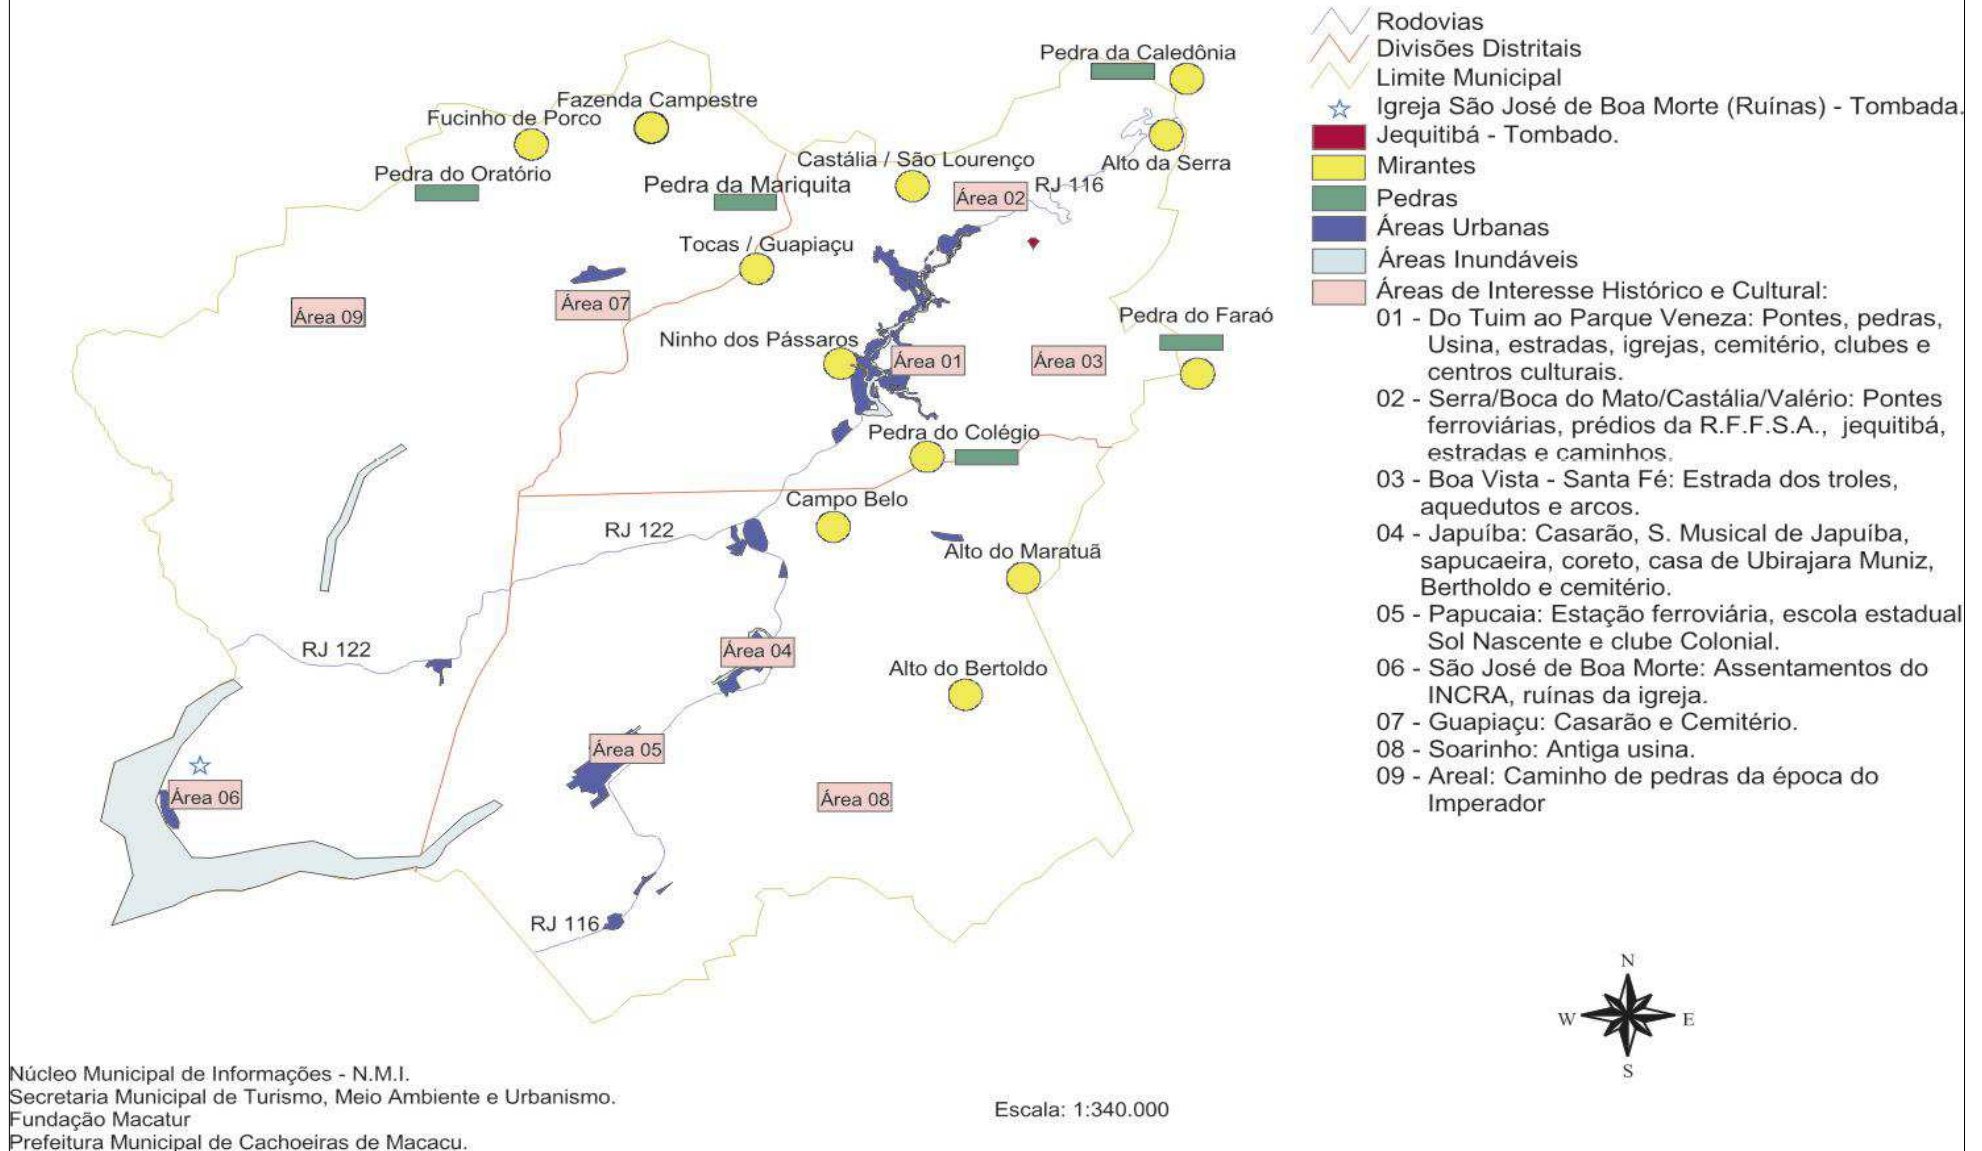 Pedra da Caledônia
Fazenda Campestre
Fucinho de Porco
Castália / São Lourenço
Alto da Serra
Pedra do Oratório
Pedra da Mariquita
Área 02
RJ 116
Tocas / Guapiaçu
Área 09
Área 07
Pedra do Faraó
Ninho dos Pássaros
Área 01
Área 03
Pedra do Colégio
Campo Belo
RJ 122
Alto do Maratuã
RJ 122
Área 04
Alto do Bertoldo
Área 05
Área 06
Área 08
RJ 116
Rodovias
Divisões Distritais
Limite Municipal
Igreja São José de Boa Morte (Ruínas) - Tombada.
Jequitibá - Tombado.
Mirantes
Pedras
Áreas Urbanas
Áreas Inundáveis
Áreas de Interesse Histórico e Cultural:
01 - Do Tuim ao Parque Veneza: Pontes, pedras,
Usina, estradas, igrejas, cemitério, clubes e
centros culturais.
02 - Serra/Boca do Mato/Castália/Valério: Pontes
ferroviárias, prédios da R.F.F.S.A., jequitibá,
estradas e caminhos.
03 - Boa Vista - Santa Fé: Estrada dos troles,
aquedutos e arcos.
04 - Japuíba: Casarão, S. Musical de Japuíba,
sapucaeira, coreto, casa de Ubirajara Muniz,
Bertholdo e cemitério.
05 - Papucaia: Estação ferroviária, escola estadual
Sol Nascente e clube Colonial.
06 - São José de Boa Morte: Assentamentos do
INCRA, ruínas da igreja.
07 - Guapiaçu: Casarão e Cemitério.
08 - Soarinho: Antiga usina.
09 - Areal: Caminho de pedras da época do
Imperador
N
W E
S
Núcleo Municipal de Informações - N.M.I.
Secretaria Municipal de Turismo, Meio Ambiente e Urbanismo.
Fundação Macatur
Prefeitura Municipal de Cachoeiras de Macacu.
Escala: 1:340.000